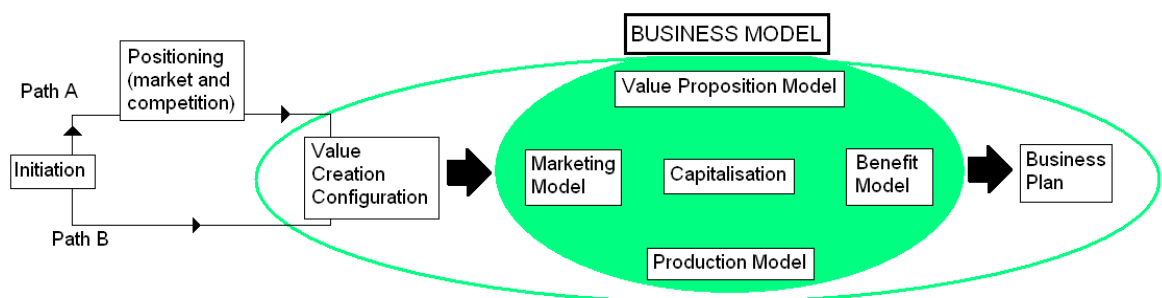 BUSINESS MODEL
Positioning
(market and
competition)
Path A
Value Proposition Model
Initiation
Value
Creation
Configuration
Marketing
Model
Capitalisation
Benefit
Model
Business
Plan
Path B
Production Model